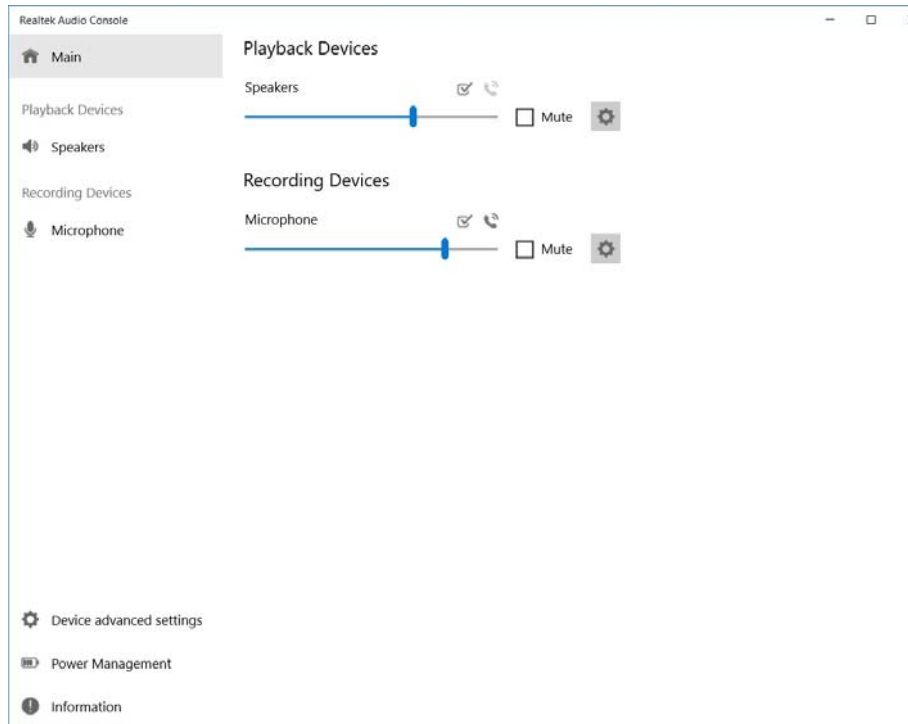 Realtek Audio Console
Main
Playback Devices
Speakers
Recording Devices
Microphone
Device advanced settings
Power Management
Information
Playback Devices
Speakers
Mute
Recording Devices
Microphone
Mute